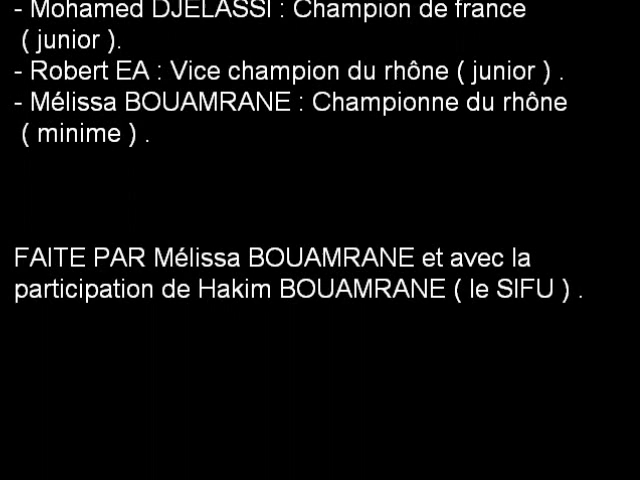 - Mohamed DJELASSI : Champion de france
( junior ).
- Robert EA : Vice champion du rhône ( junior ) .
- Mélissa BOUAMRANE : Championne du rhône
( minime ) .
FAITE PAR Mélissa BOUAMRANE et avec la
participation de Hakim BOUAMRANE ( le SIFU ) .